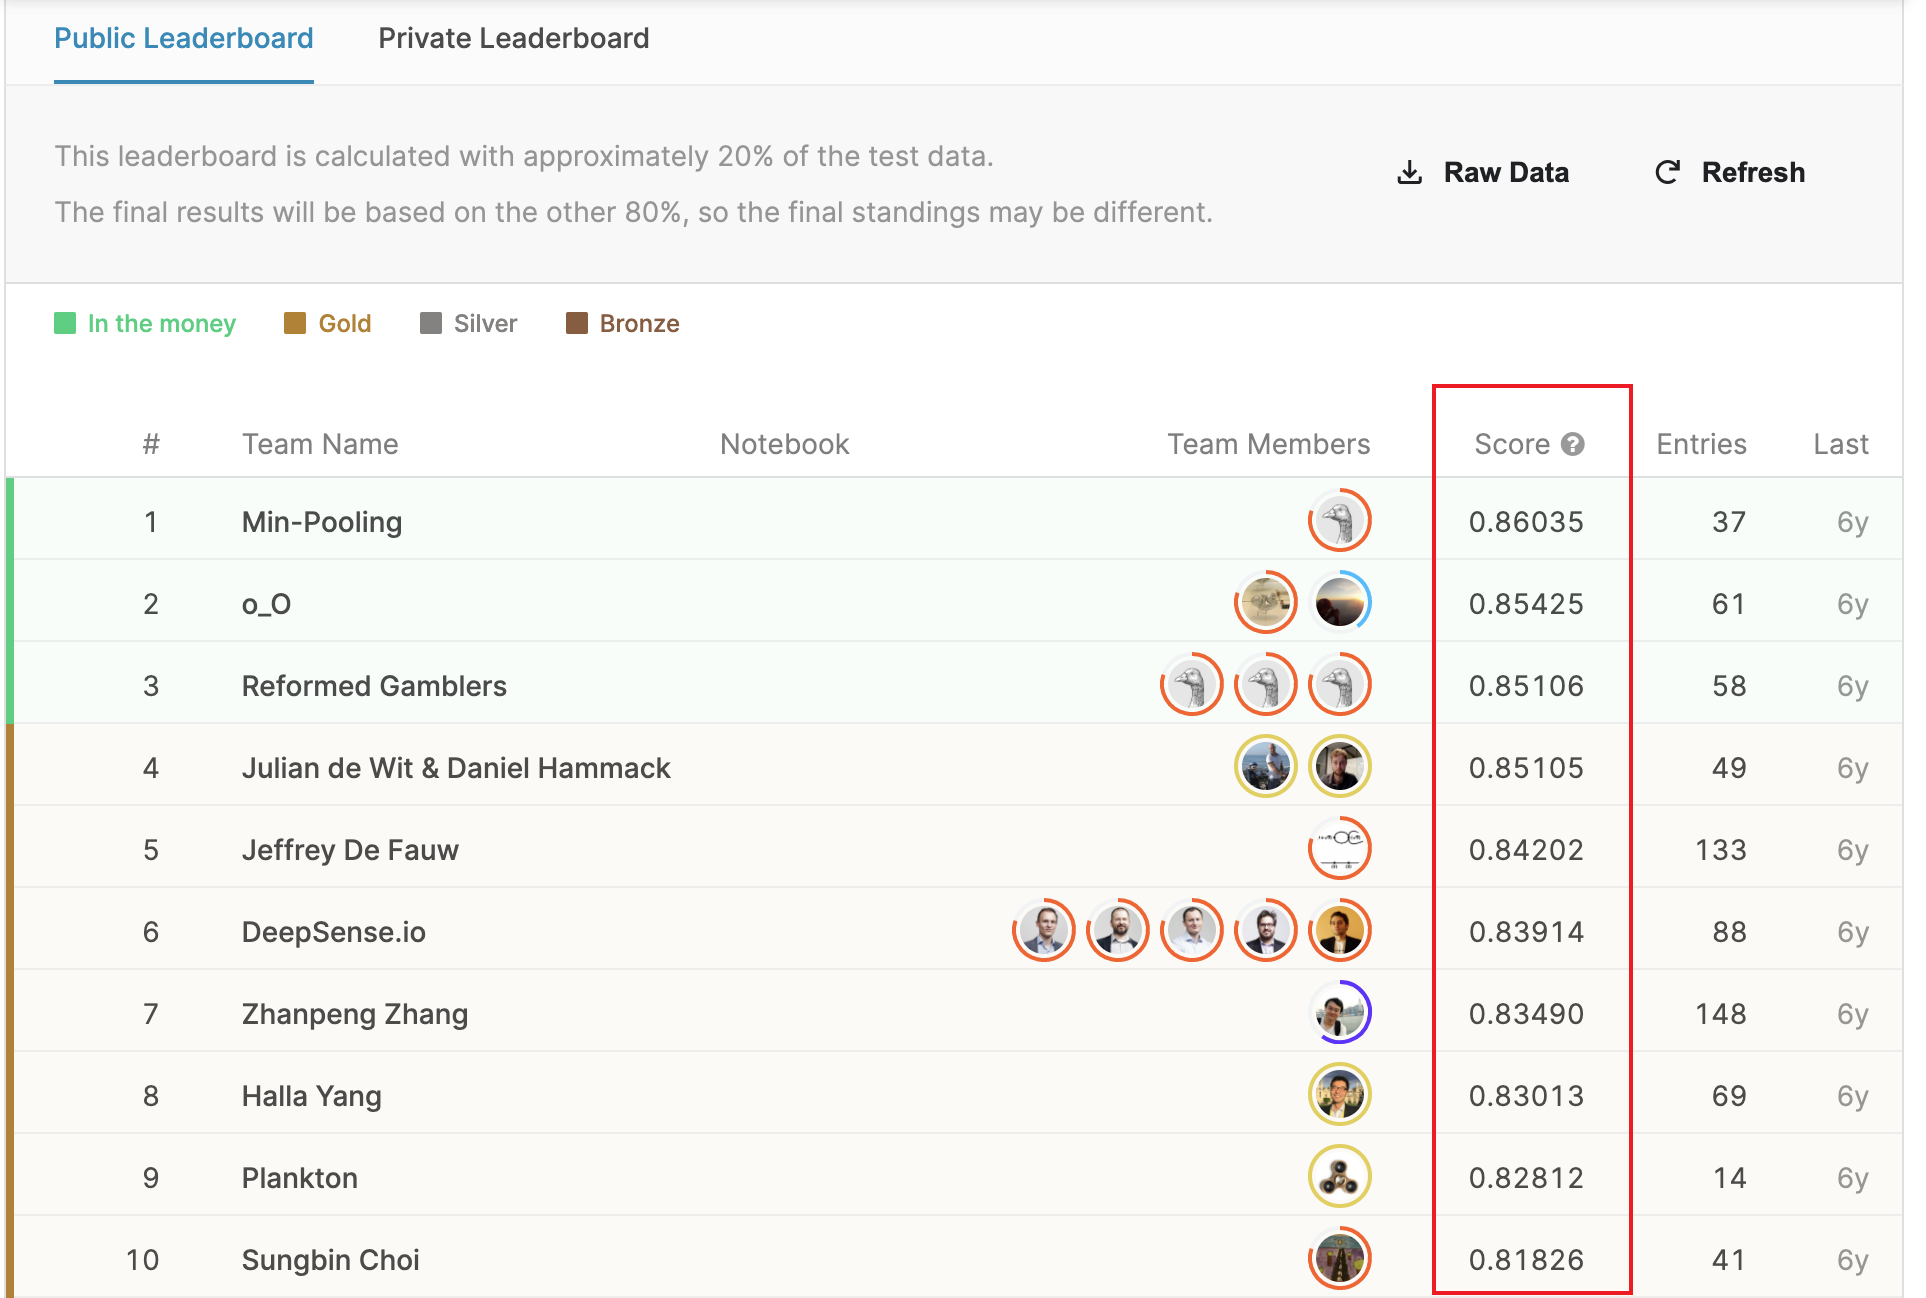 Public Leaderboard Private Leaderboard
This leaderboard is calculated with approximately 20% of the test data.
The final results will be based on the other 80%, so the final standings may be different.
Raw Data Refresh
In the money Gold Silver Bronze
# Team Name Notebook Team Members Score ? Entries Last
1 Min-Pooling 0.86035 37 6y
2 o_O 0.85425 61 6y
3 Reformed Gamblers 0.85106 58 6y
4 Julian de Wit & Daniel Hammack 0.85105 49 6y
5 Jeffrey De Fauw 0.84202 133 6y
6 DeepSense.io 0.83914 88 6y
7 Zhanpeng Zhang 0.83490 148 6y
8 Halla Yang 0.83013 69 6y
9 Plankton 0.82812 14 6y
10 Sungbin Choi 0.81826 41 6y